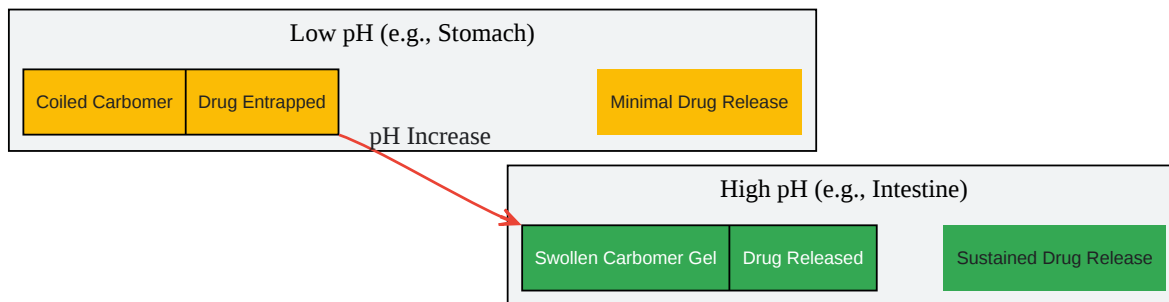 Low pH (e.g., Stomach)
Coiled Carbomer
Drug Entrapped
Minimal Drug Release
pH Increase
High pH (e.g., Intestine)
Swollen Carbomer Gel
Drug Released
Sustained Drug Release